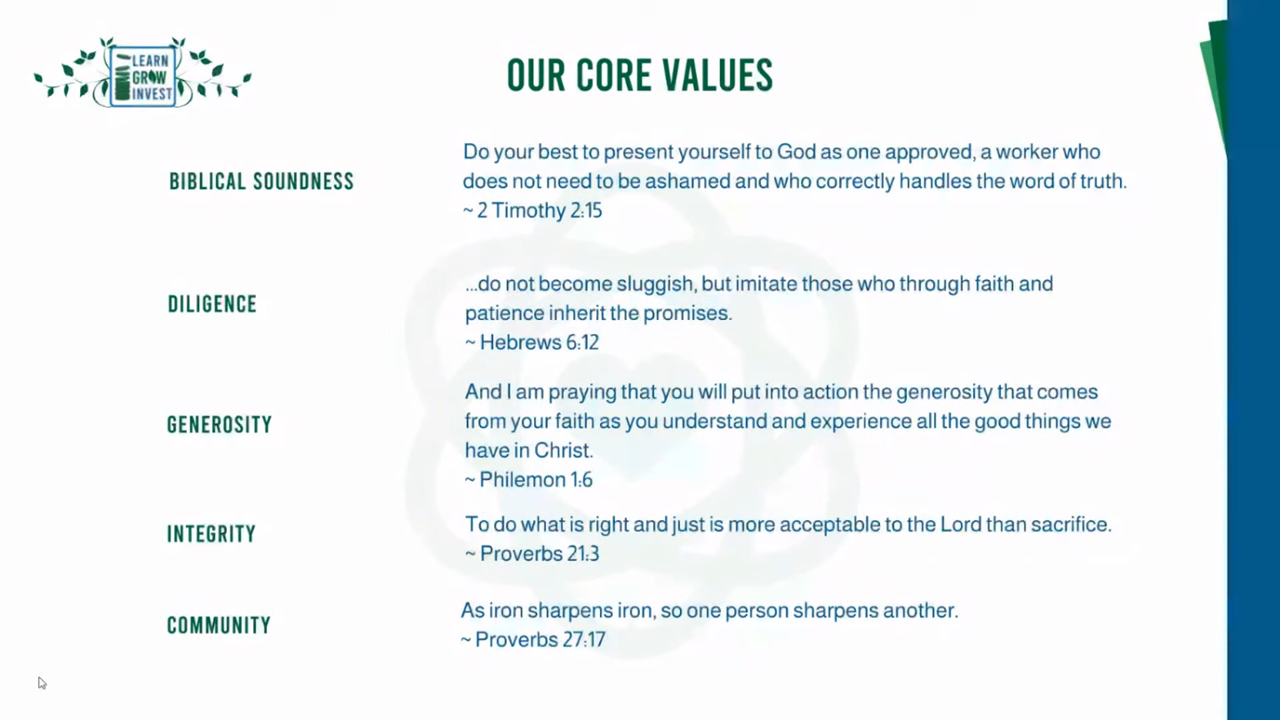 LEARN
GROW
INVEST
OUR CORE VALUES
BIBLICAL SOUNDNESS
Do your best to present yourself to God as one approved, a worker who
does not need to be ashamed and who correctly handles the word of truth.
~ 2 Timothy 2:15
DILIGENCE
...do not become sluggish, but imitate those who through faith and
patience inherit the promises.
~ Hebrews 6:12
GENEROSITY
And I am praying that you will put into action the generosity that comes
from your faith as you understand and experience all the good things we
have in Christ.
~ Philemon 1:6
INTEGRITY
To do what is right and just is more acceptable to the Lord than sacrifice.
~ Proverbs 21:3
COMMUNITY
As iron sharpens iron, so one person sharpens another.
~ Proverbs 27:17